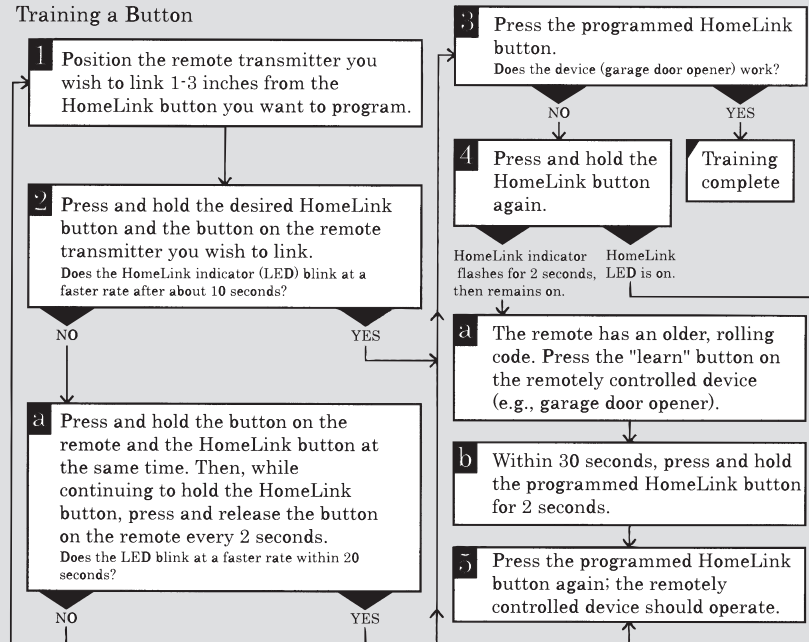 Training a Button
1
Position the remote transmitter you
wish to link 1-3 inches from the
HomeLink button you want to program.
2
Press and hold the desired HomeLink
button and the button on the remote
transmitter you wish to link.
Does the HomeLink indicator (LED) blink at a
faster rate after about 10 seconds?
NO
YES
a
Press and hold the button on the
remote and the HomeLink button at
the same time. Then, while
continuing to hold the HomeLink
button, press and release the button
on the remote every 2 seconds.
Does the LED blink at a faster rate within 20
seconds?
NO
YES
3
Press the programmed HomeLink
button.
Does the device (garage door opener) work?
NO
YES
4
Press and hold the
HomeLink button
again.
Training
complete
HomeLink indicator
flashes for 2 seconds,
then remains on.
HomeLink
LED is on.
a
The remote has an older, rolling
code. Press the "learn" button on
the remotely controlled device
(e.g., garage door opener).
b
Within 30 seconds, press and hold
the programmed HomeLink button
for 2 seconds.
5
Press the programmed HomeLink
button again; the remotely
controlled device should operate.